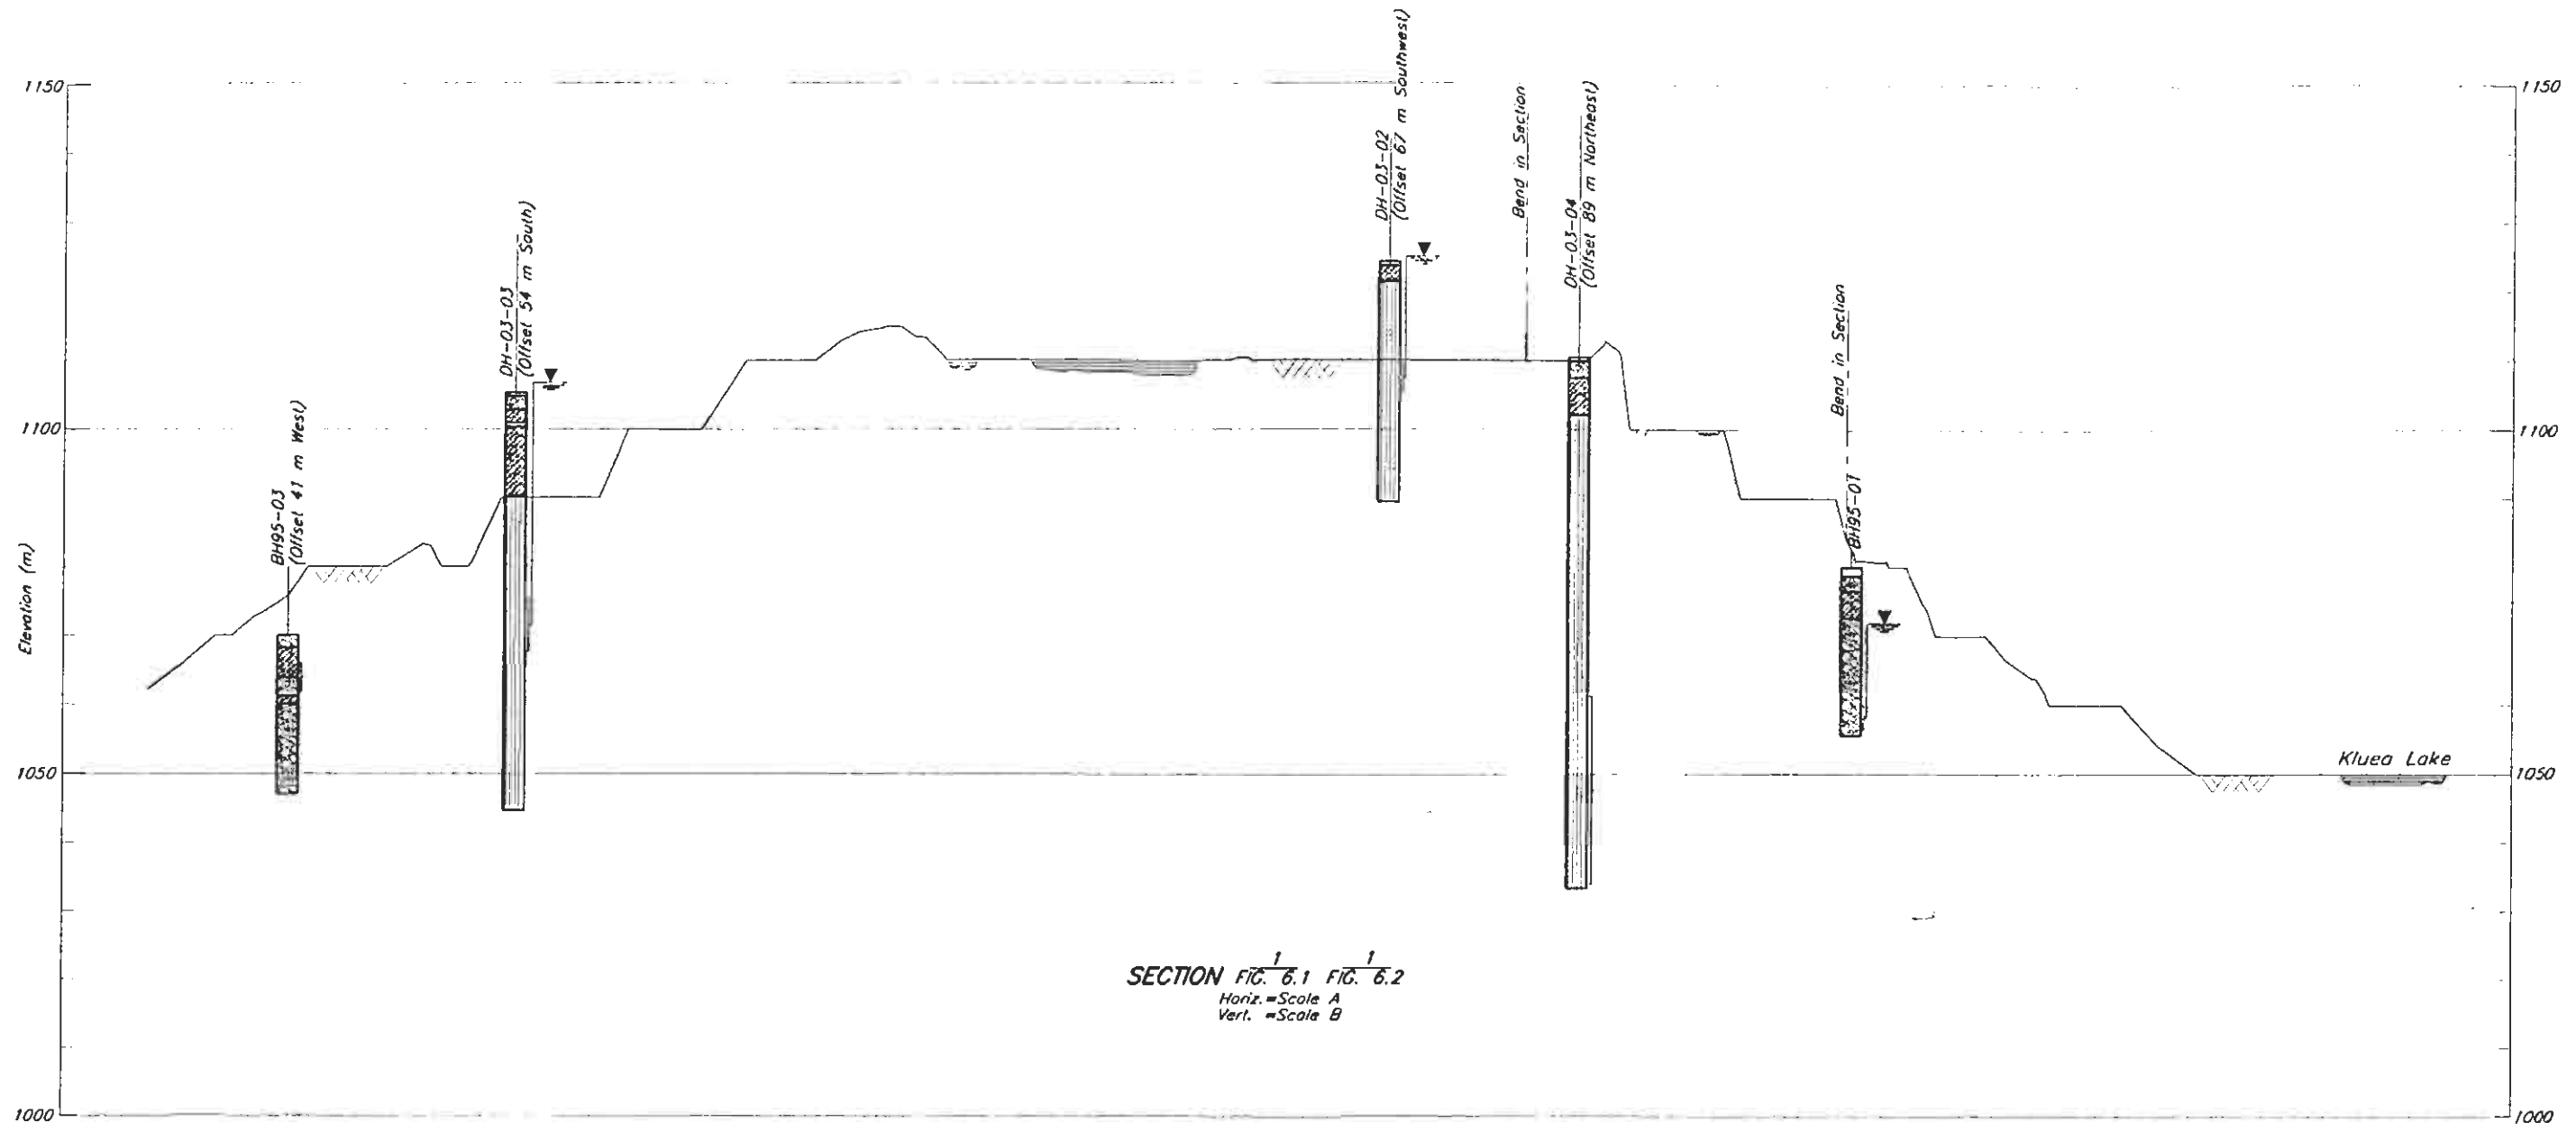 1150
1150
1100
1100
1050
1050
1000
1000
Elevation (m)
BH95-03
(Offset 41 m West)
DH-03-03
(Offset 54 m South)
DH-03-02
(Offset 67 m Southwest)
Bend in Section
DH-03-04
(Offset 89 m Northeast)
Bend in Section
BH95-01
Kluea Lake
SECTION 1 FIG. 6.1 1 FIG. 6.2
Horiz.=Scale A
Vert. =Scale B